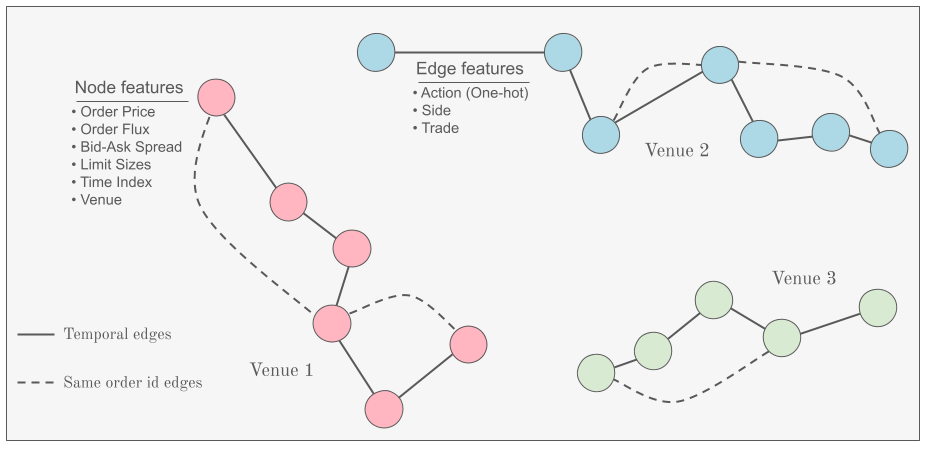 Node features
• Order Price
• Order Flux
• Bid-Ask Spread
• Limit Sizes
• Time Index
• Venue
Edge features
• Action (One-hot)
• Side
• Trade
Venue 2
Venue 3
Venue 1
Temporal edges
Same order id edges